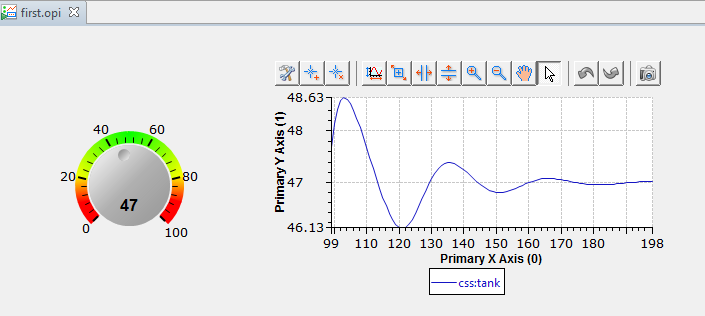 first.opi
40 60
20 80
47
0 100
48.63
48
47
46.13
Primary Y Axis (1)
99 110 120 130 140 150 160 170 180 198
Primary X Axis (0)
css:tank